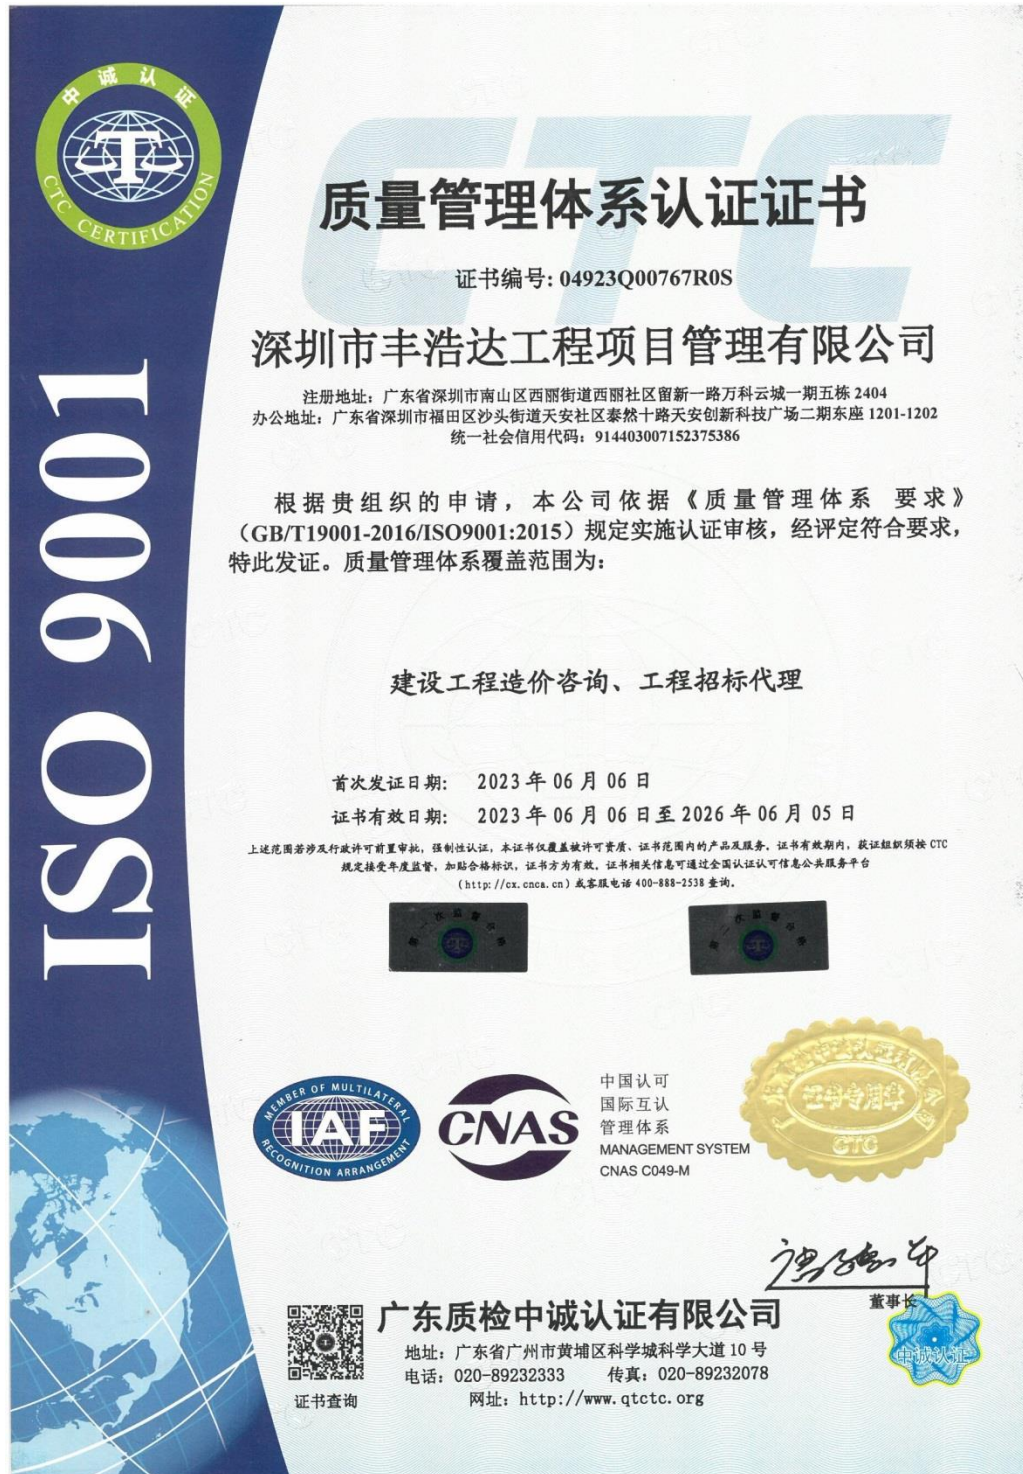 中诚认证
CTC CERTIFICATION
CTC
ISO 9001
质量管理体系认证证书
证书编号: 04923Q00767R0S
深圳市丰浩达工程项目管理有限公司
注册地址：广东省深圳市南山区西丽街道西丽社区留新一路万科云城一期五栋 2404
办公地址：广东省深圳市福田区沙头街道天安社区泰然十路天安创新科技广场二期东座 1201-1202
统一社会信用代码：914403007152375386
根据贵组织的申请，本公司依据《质量管理体系 要求》
（GB/T19001-2016/ISO9001:2015）规定实施认证审核，经评定符合要求，
特此发证。质量管理体系覆盖范围为：
建设工程造价咨询、工程招标代理
首次发证日期： 2023 年 06 月 06 日
证书有效日期： 2023 年 06 月 06 日至 2026 年 06 月 05 日
上述范围若涉及行政许可前置审批，强制性认证，本证书仅覆盖被许可资质、证书范围内的产品及服务。证书有效期内，获证组织须按 CTC
规定接受年度监督，加贴合格标识，证书方为有效。证书相关信息可通过全国认证认可信息公共服务平台
（http://cx.cnca.cn）或客服电话 400-888-2538 查询。
MEMBER OF MULTILATERAL
IAF
RECOGNITION ARRANGEMENT
CNAS
中国认可
国际互认
管理体系
MANAGEMENT SYSTEM
CNAS C049-M
证书专用章
CTC
董事长
中诚认证
广东质检中诚认证有限公司
地址：广东省广州市黄埔区科学城科学大道 10 号
电话：020-89232333 传真：020-89232078
网址：http://www.qtctc.org
证书查询